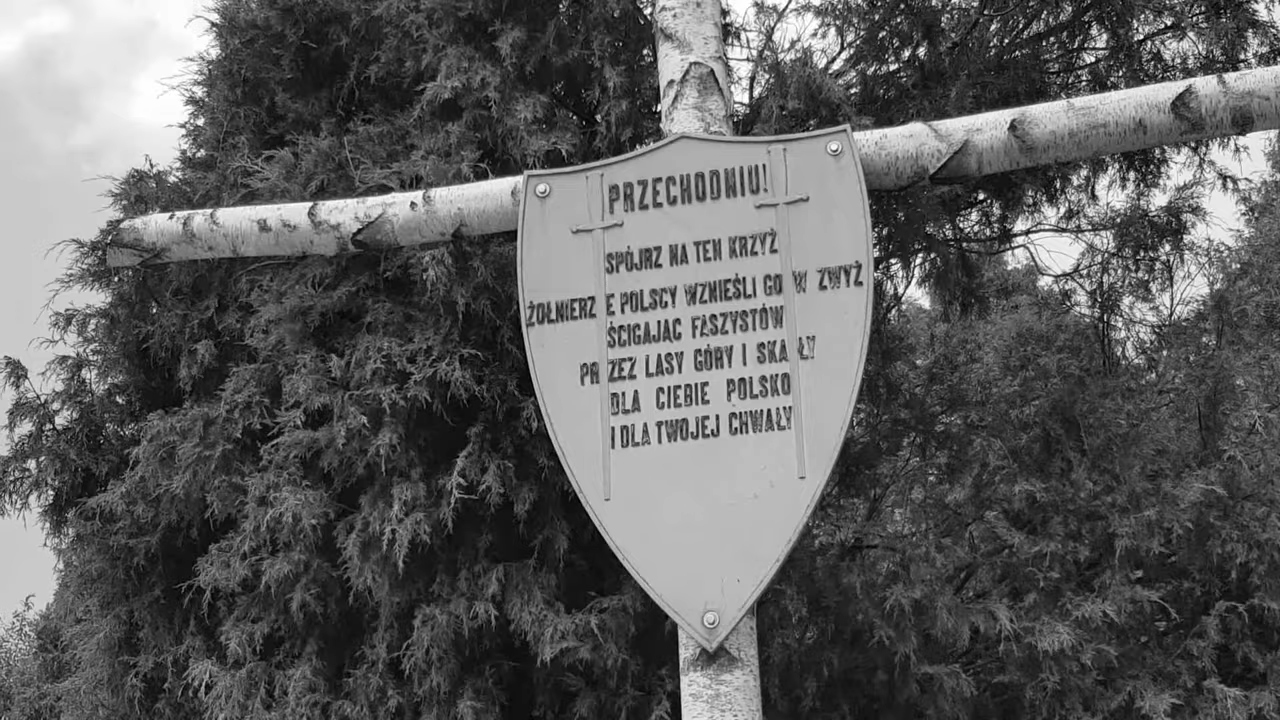 PRZECHODNIU!
SPÓJRZ NA TEN KRZYŻ
ŻOŁNIERZE POLSCY WZNIEŚLI GO W ZWYŻ
ŚCIGAJĄC FASZYSTÓW
PRZEZ LASY GÓRY I SKAŁY
DLA CIEBIE POLSKO
I DLA TWOJEJ CHWAŁY